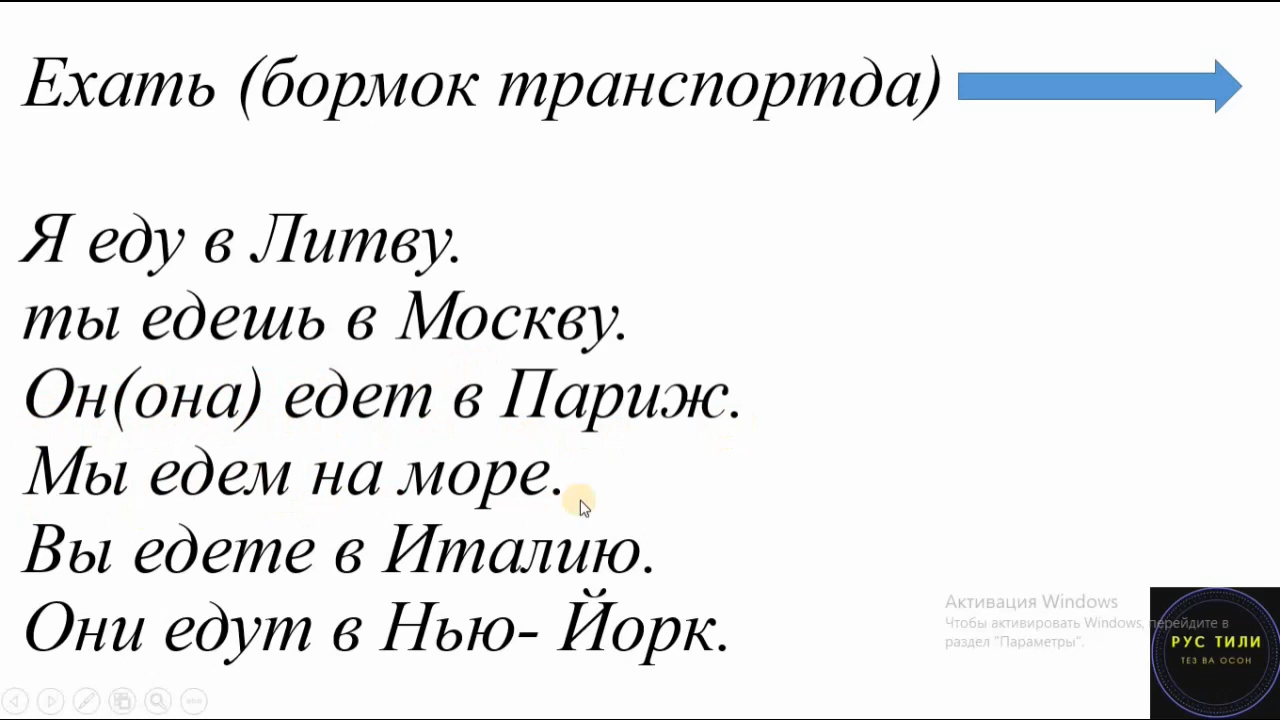 Ехать (бормок транспортда)
Я еду в Литву.
ты едешь в Москву.
Он(она) едет в Париж.
Мы едем на море.
Вы едете в Италию.
Они едут в Нью- Йорк.
Активация Windows
Чтобы активировать Windows, перейдите в
раздел "Параметры".
РУС ТИЛИ
ТЕЗ ВА ОСОН